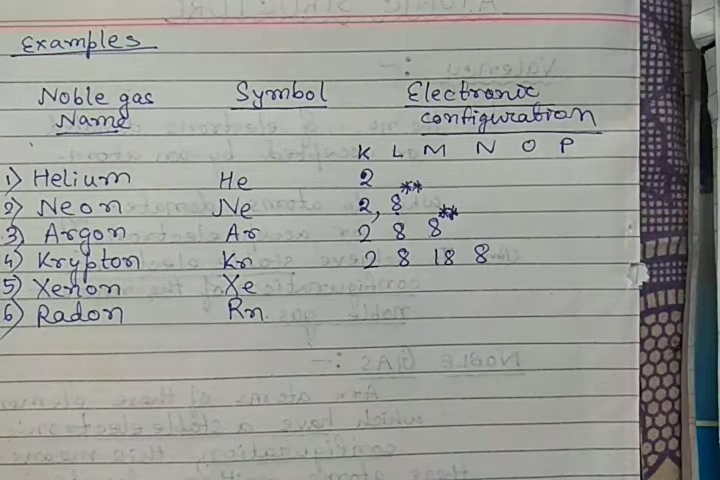 Examples
Noble gas Symbol Electronic
Name configuration
K L M N O P
1) Helium He 2
2) Neon Ne 2, 8**
3) Argon Ar 2 8 8**
4) Krypton Kr 2 8 18 8
5) Xenon Xe
6) Radon Rn